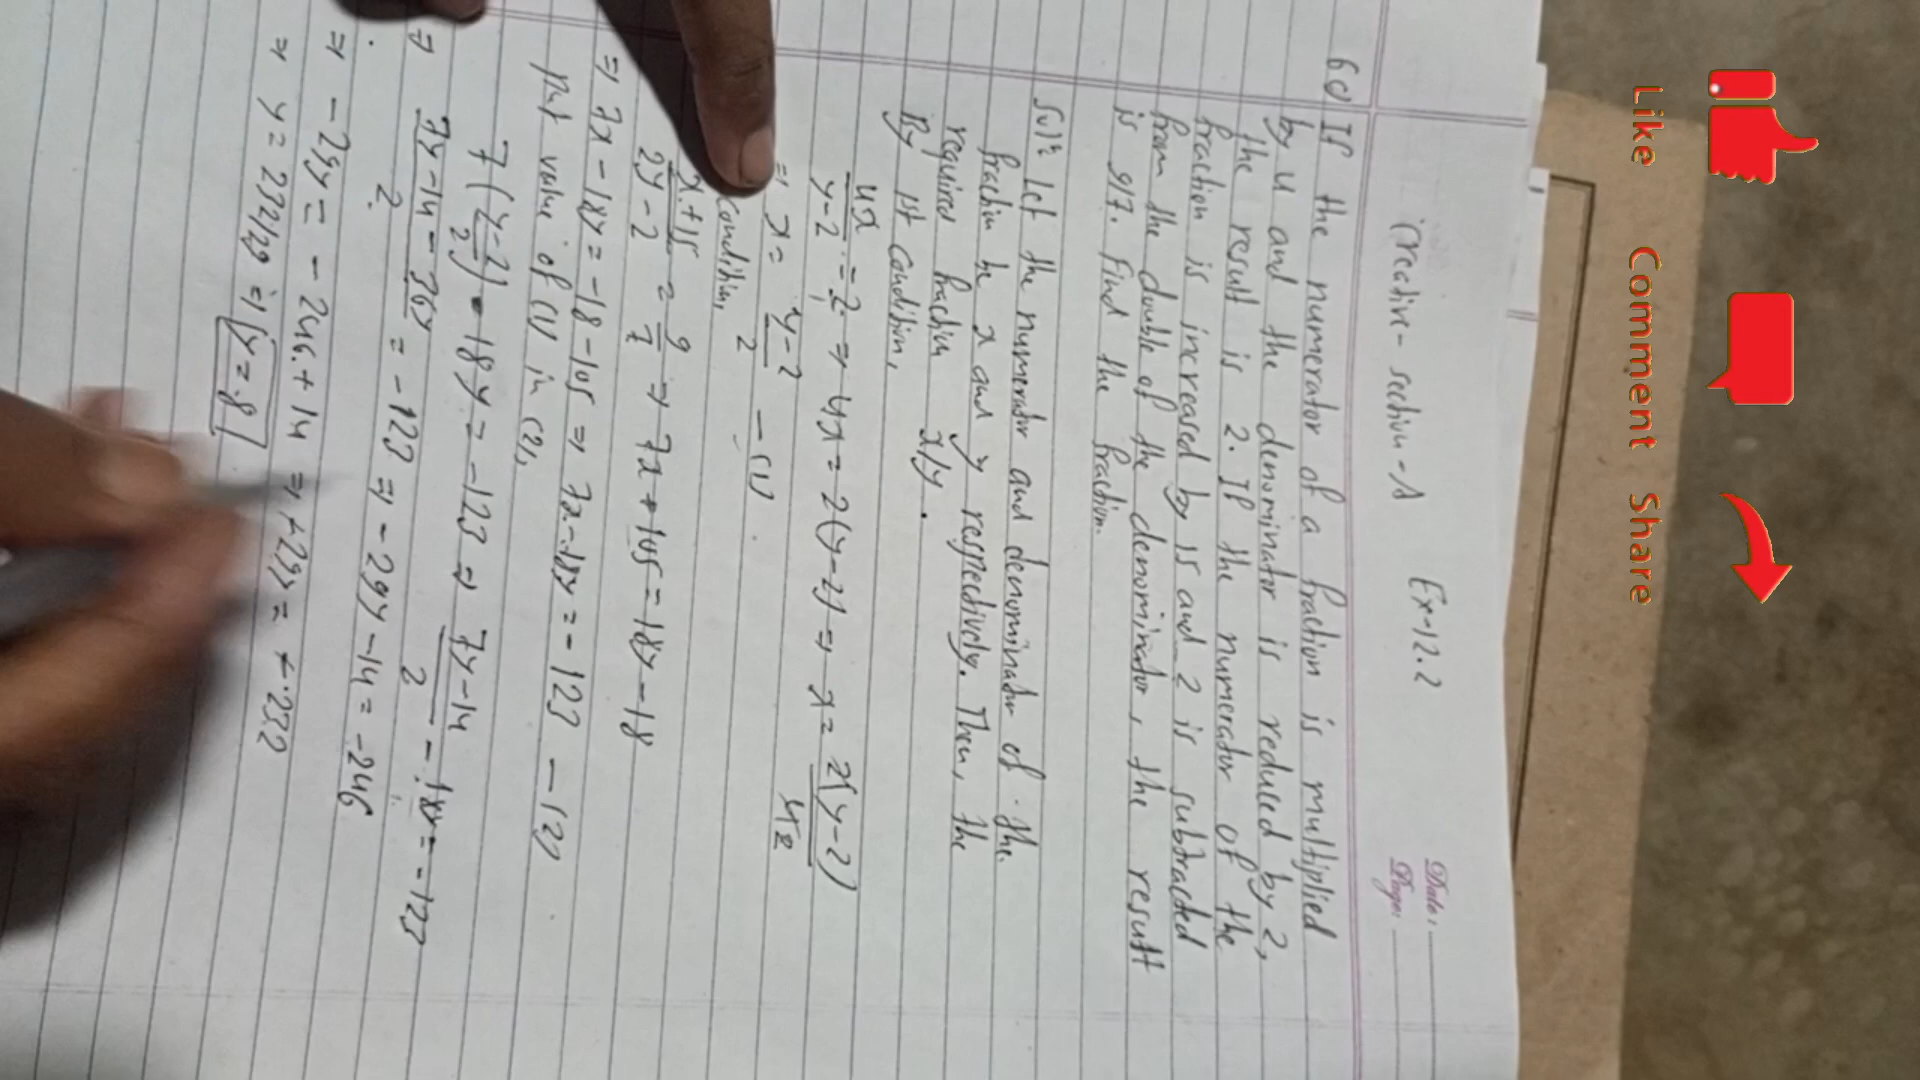 Like Comment Share
Date:
Page:
Creative - section - A Ex-12.2
6c) If the numerator of a fraction is multiplied
by 4 and the denominator is reduced by 2,
the result is 2. If the numerator of the
fraction is increased by 15 and 2 is subtracted
from the double of the denominator, the result
is 9/7. Find the fraction.
Solⁿ: Let the numerator and denominator of the
fraction be x and y respectively. Then, the
required fraction x/y.
By 1st condition,
4x/y-2 = 2 ⇒ 4x = 2(y-2) ⇒ x = 2(y-2)/4 2
⇒ x = y-2/2 - (1)
condition,
x+15/2y-2 = 9/7 ⇒ 7x + 105 = 18y - 18
⇒ 7x - 18y = -18 - 105 ⇒ 7x - 18y = -123 - (2)
put value of (1) in (2),
7(y-2/2) - 18y = -123 ⇒ 7y-14/2 - 18y = -123
⇒ 7y-14-36y/2 = -123 ⇒ -29y - 14 = -246
⇒ -29y = -246 + 14 ⇒ +29y = +232
⇒ y = 232/29 ⇒ y = 8